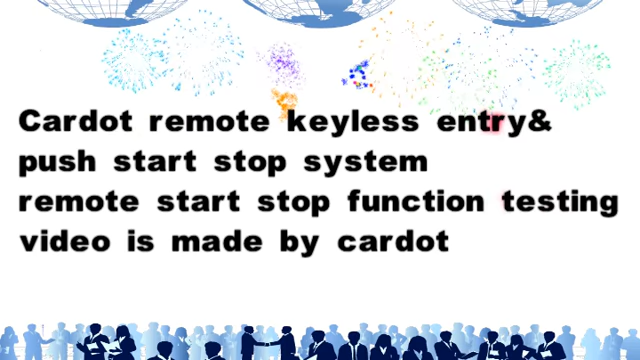 Cardot remote keyless entry&
push start stop system
remote start stop function testing
video is made by cardot